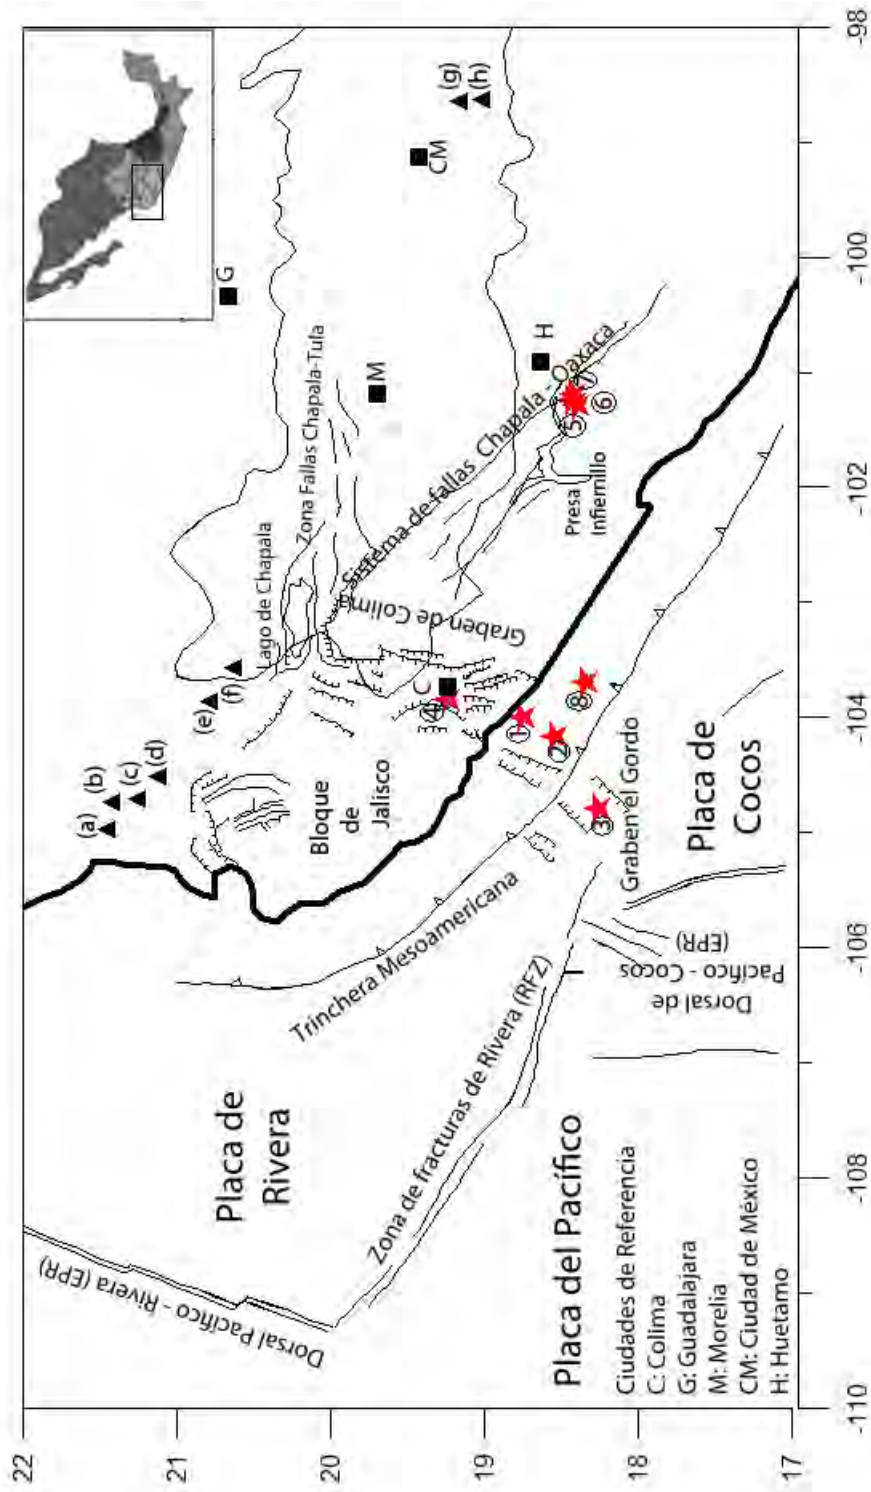 22
21
20
19
18
17
-110
-108
-106
-104
-102
-100
-98
Dorsal Pacífico - Rivera (EPR)
Placa de
Rivera
Zona de fracturas de Rivera (RFZ)
Trinchera Mesoamericana
Placa del Pacífico
Ciudades de Referencia
C: Colima
G: Guadalajara
M: Morelia
CM: Ciudad de México
H: Huetamo
Dorsal de
Pacífico - Cocos
(EPR)
Placa de
Cocos
Graben el Gordo
Bloque
de
Jalisco
(a)
(b)
(c)
(d)
(e)
(f)
(g)
(h)
Lago de Chapala
Zona Fallas Chapala-Tula
Sistema de fallas Chapala - Oaxaca
Graben de Colima
Presa
Infiernillo
C
G
M
CM
H
1
2
3
4
5
6
7
8